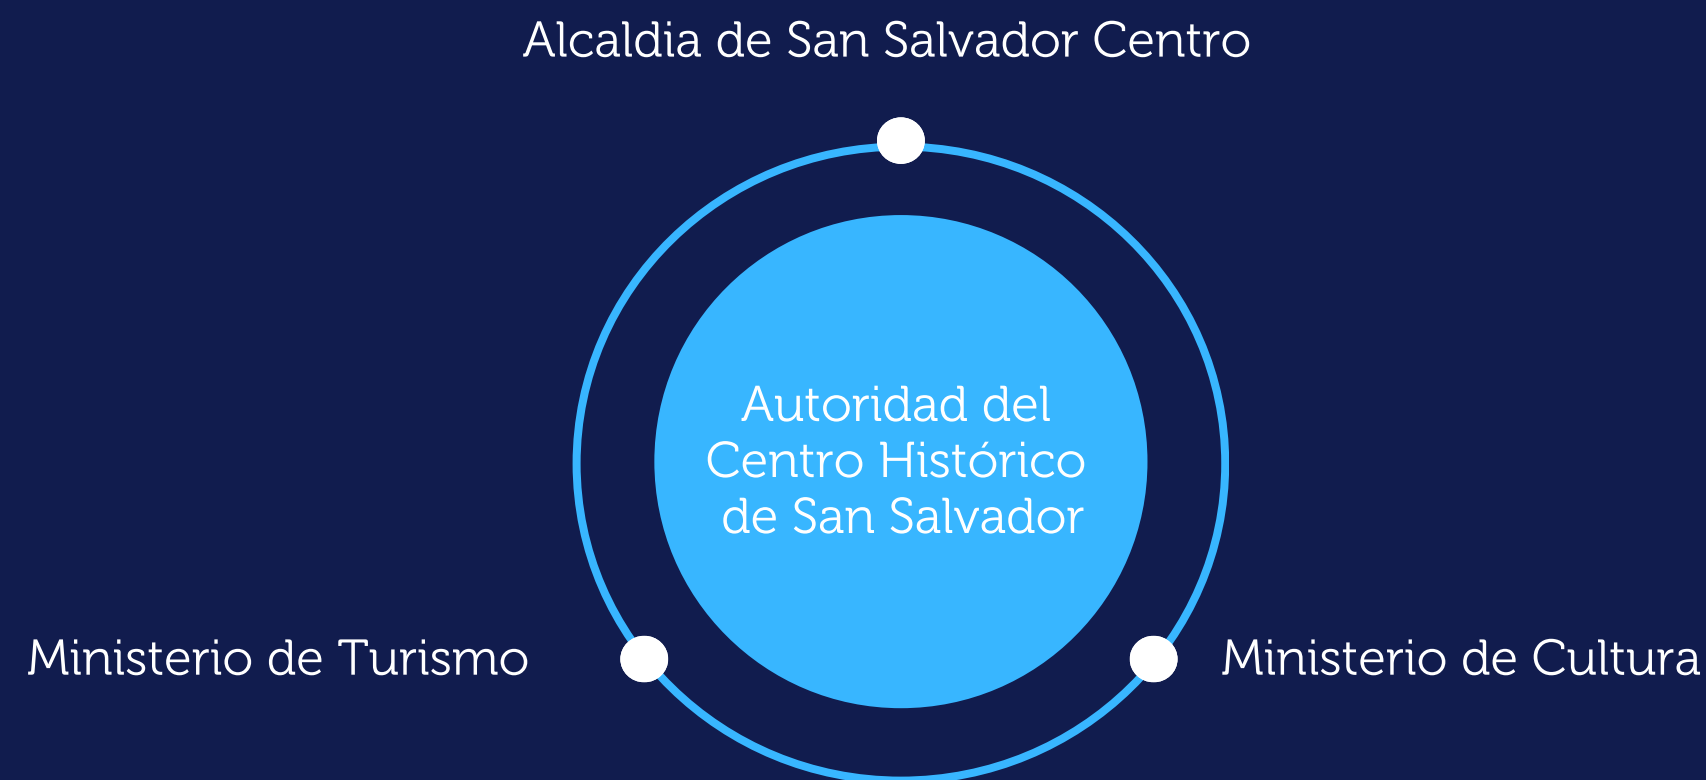 Alcaldia de San Salvador Centro
Autoridad del
Centro Histórico
de San Salvador
Ministerio de Turismo
Ministerio de Cultura